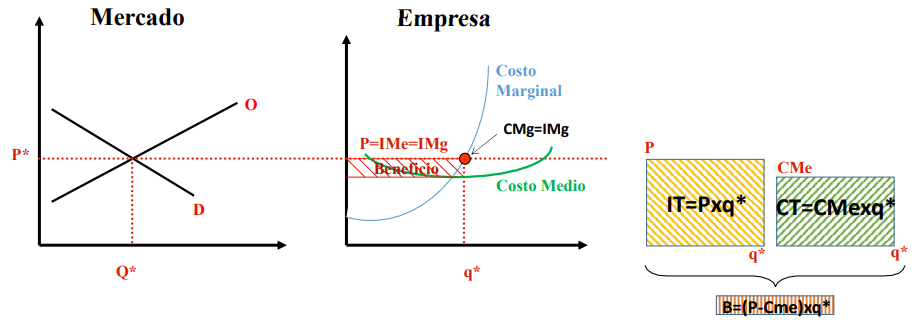 Mercado
Empresa
Costo
Marginal
O
CMg=IMg
P=IMe=IMg
P
P*
CMe
Beneficio
IT=Pxq*
CT=CMexq*
Costo Medio
D
q*
q*
Q*
q*
B=(P-Cme)xq*